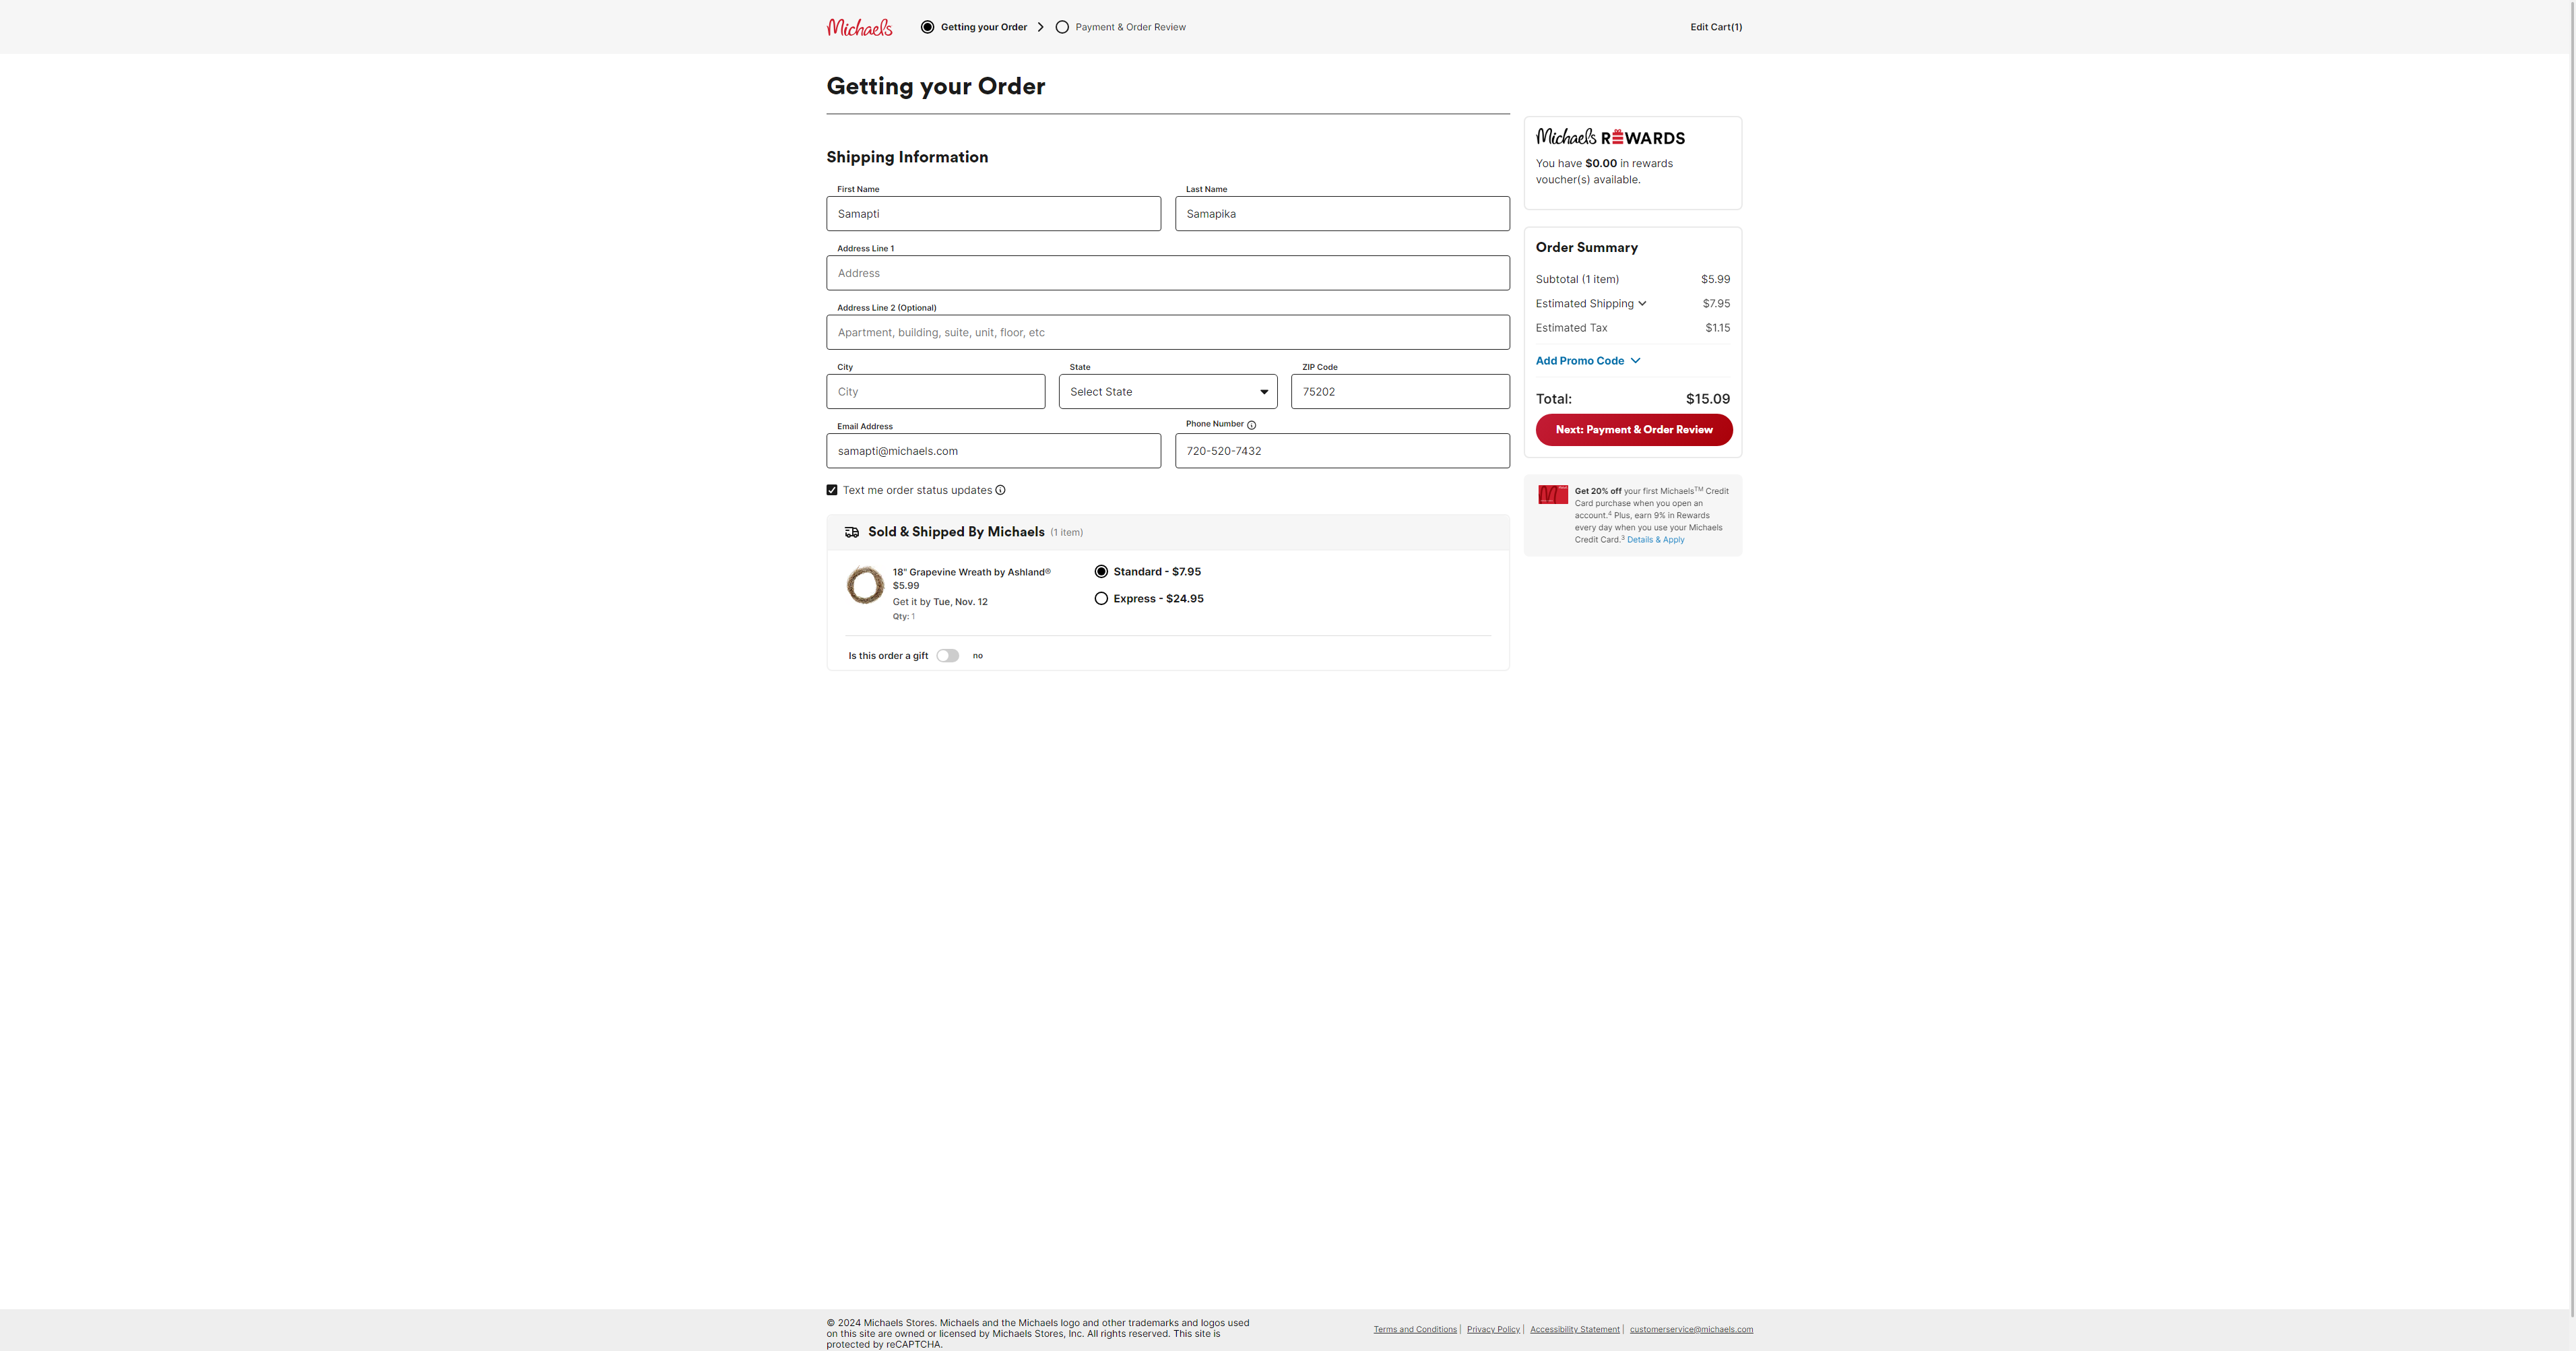 Michaels
Getting your Order
Payment & Order Review
Edit Cart(1)
Getting your Order
Shipping Information
First Name
Last Name
Samapti
Samapika
Address Line 1
Address
Address Line 2 (Optional)
Apartment, building, suite, unit, floor, etc
City
State
ZIP Code
City
Select State
75202
Email Address
Phone Number
samapti@michaels.com
720-520-7432
Text me order status updates
Sold & Shipped By Michaels (1 item)
18" Grapevine Wreath by Ashland®
$5.99
Get it by Tue, Nov. 12
Qty: 1
Standard - $7.95
Express - $24.95
Is this order a gift
no
Michaels REWARDS
You have $0.00 in rewards
voucher(s) available.
Order Summary
Subtotal (1 item) $5.99
Estimated Shipping $7.95
Estimated Tax $1.15
Add Promo Code
Total: $15.09
Next: Payment & Order Review
Get 20% off your first Michaels™ Credit
Card purchase when you open an
account.⁴ Plus, earn 9% in Rewards
every day when you use your Michaels
Credit Card.³ Details & Apply
© 2024 Michaels Stores. Michaels and the Michaels logo and other trademarks and logos used
on this site are owned or licensed by Michaels Stores, Inc. All rights reserved. This site is
protected by reCAPTCHA.
Terms and Conditions | Privacy Policy | Accessibility Statement | customerservice@michaels.com